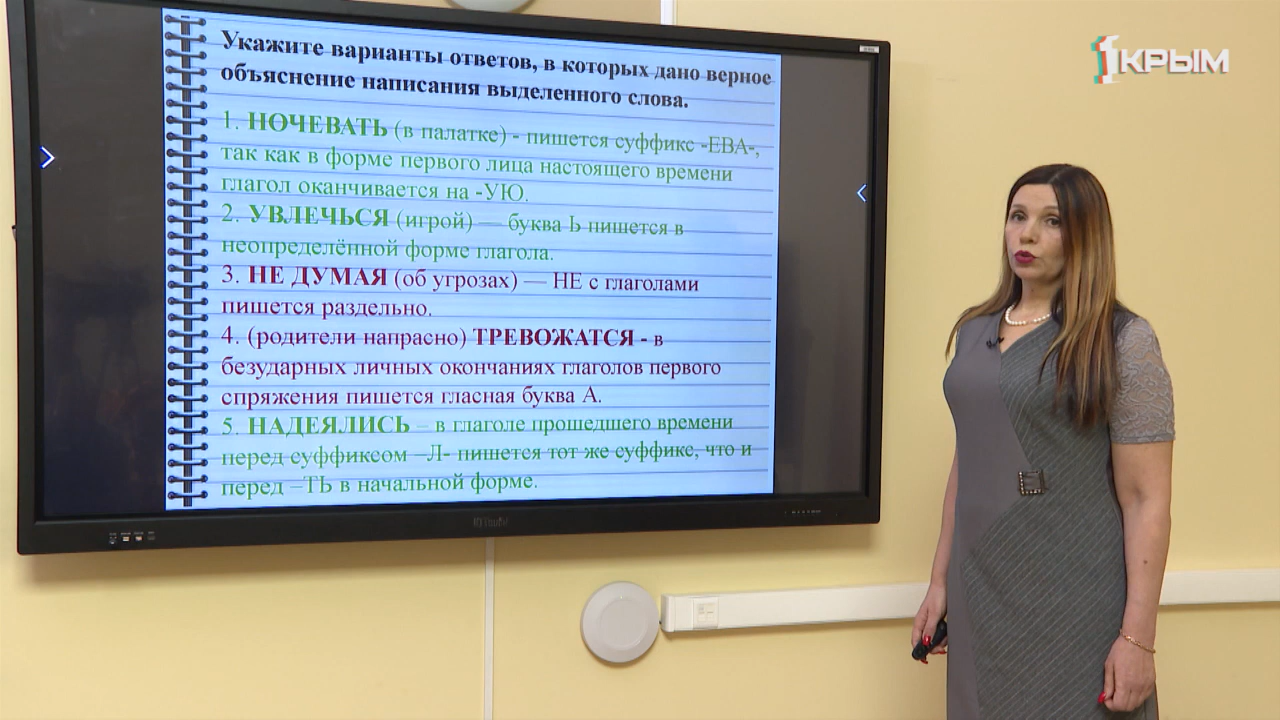 Укажите варианты ответов, в которых дано верное
объяснение написания выделенного слова.
1. НОЧЕВАТЬ (в палатке) - пишется суффикс -ЕВА-,
так как в форме первого лица настоящего времени
глагол оканчивается на -УЮ.
2. УВЛЕЧЬСЯ (игрой) — буква Ь пишется в
неопределённой форме глагола.
3. НЕ ДУМАЯ (об угрозах) — НЕ с глаголами
пишется раздельно.
4. (родители напрасно) ТРЕВОЖАТСЯ - в
безударных личных окончаниях глаголов первого
спряжения пишется гласная буква А.
5. НАДЕЯЛИСЬ – в глаголе прошедшего времени
перед суффиксом –Л- пишется тот же суффикс, что и
перед –ТЬ в начальной форме.
1КРЫМ